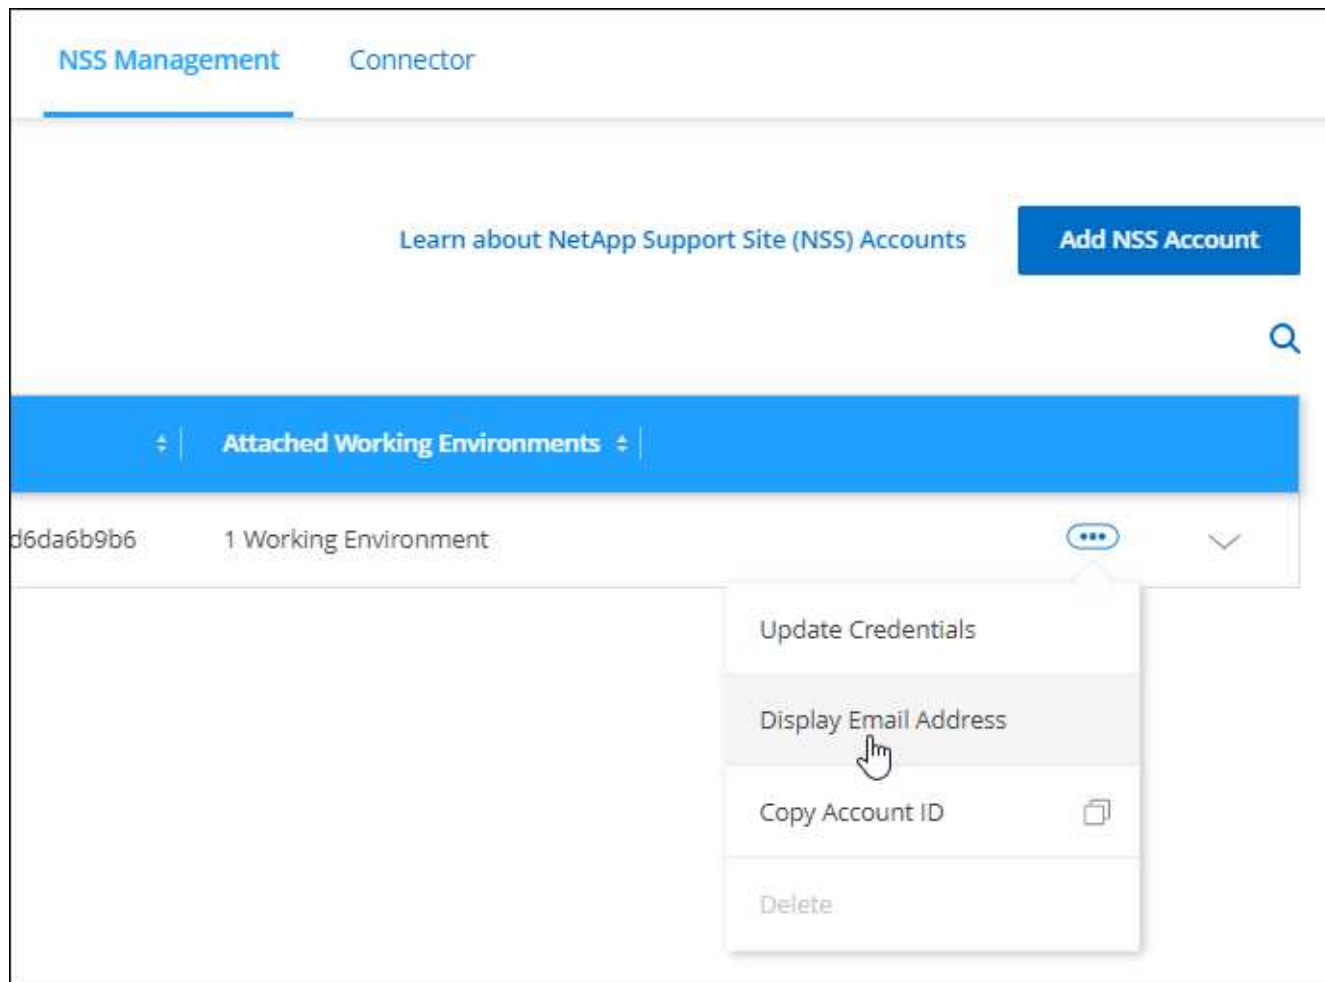 NSS Management Connector
Learn about NetApp Support Site (NSS) Accounts Add NSS Account
Attached Working Environments
d6da6b9b6 1 Working Environment
Update Credentials
Display Email Address
Copy Account ID
Delete